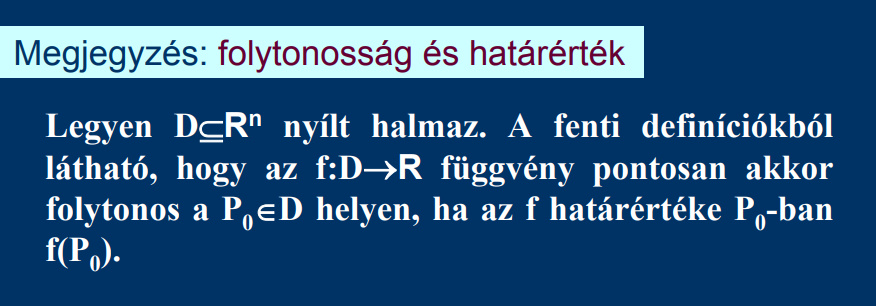 Megjegyzés: folytonosság és határérték
Legyen D⊆Rⁿ nyílt halmaz. A fenti definíciókból
látható, hogy az f:D→R függvény pontosan akkor
folytonos a P₀∈D helyen, ha az f határértéke P₀-ban
f(P₀).